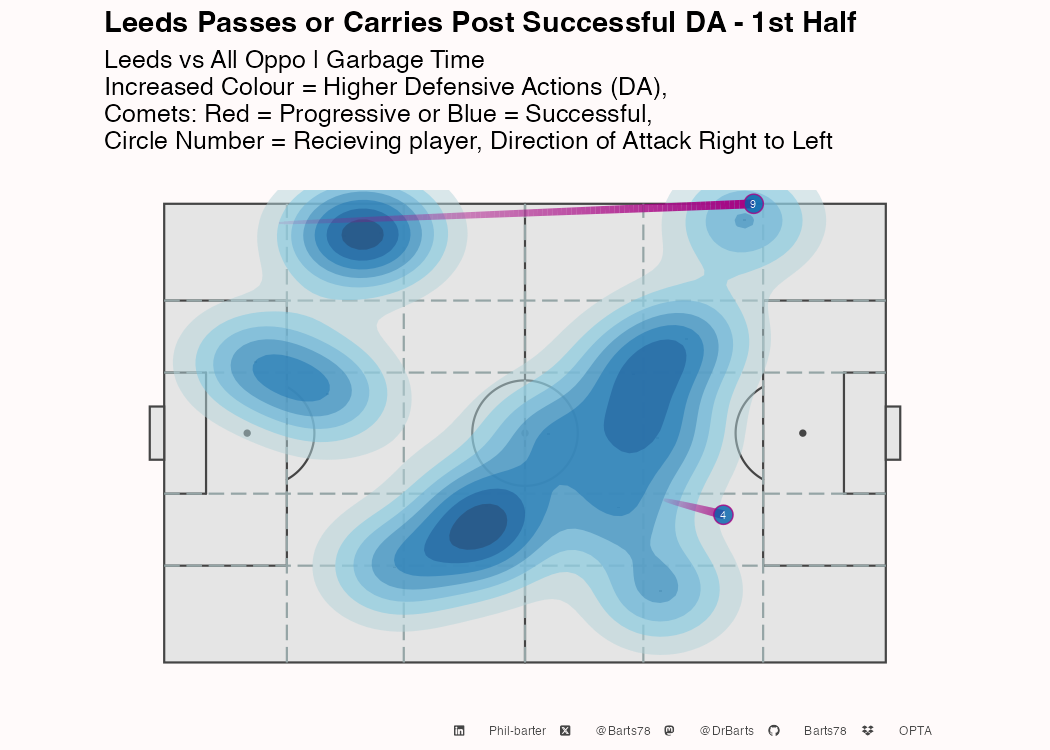 Leeds Passes or Carries Post Successful DA - 1st Half
Leeds vs All Oppo | Garbage Time
Increased Colour = Higher Defensive Actions (DA),
Comets: Red = Progressive or Blue = Successful,
Circle Number = Recieving player, Direction of Attack Right to Left
9
4
Phil-barter @Barts78 @DrBarts Barts78 OPTA